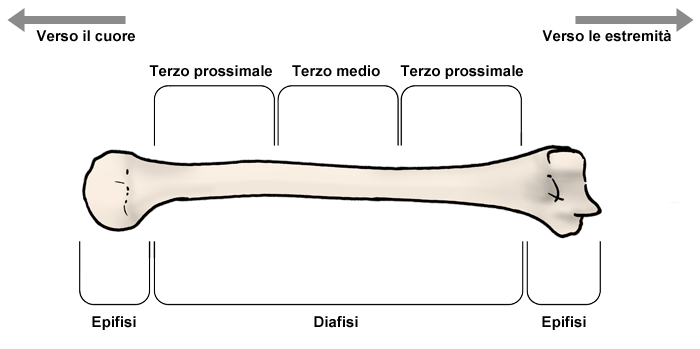 Verso il cuore
Verso le estremità
Terzo prossimale
Terzo medio
Terzo prossimale
Epifisi
Diafisi
Epifisi